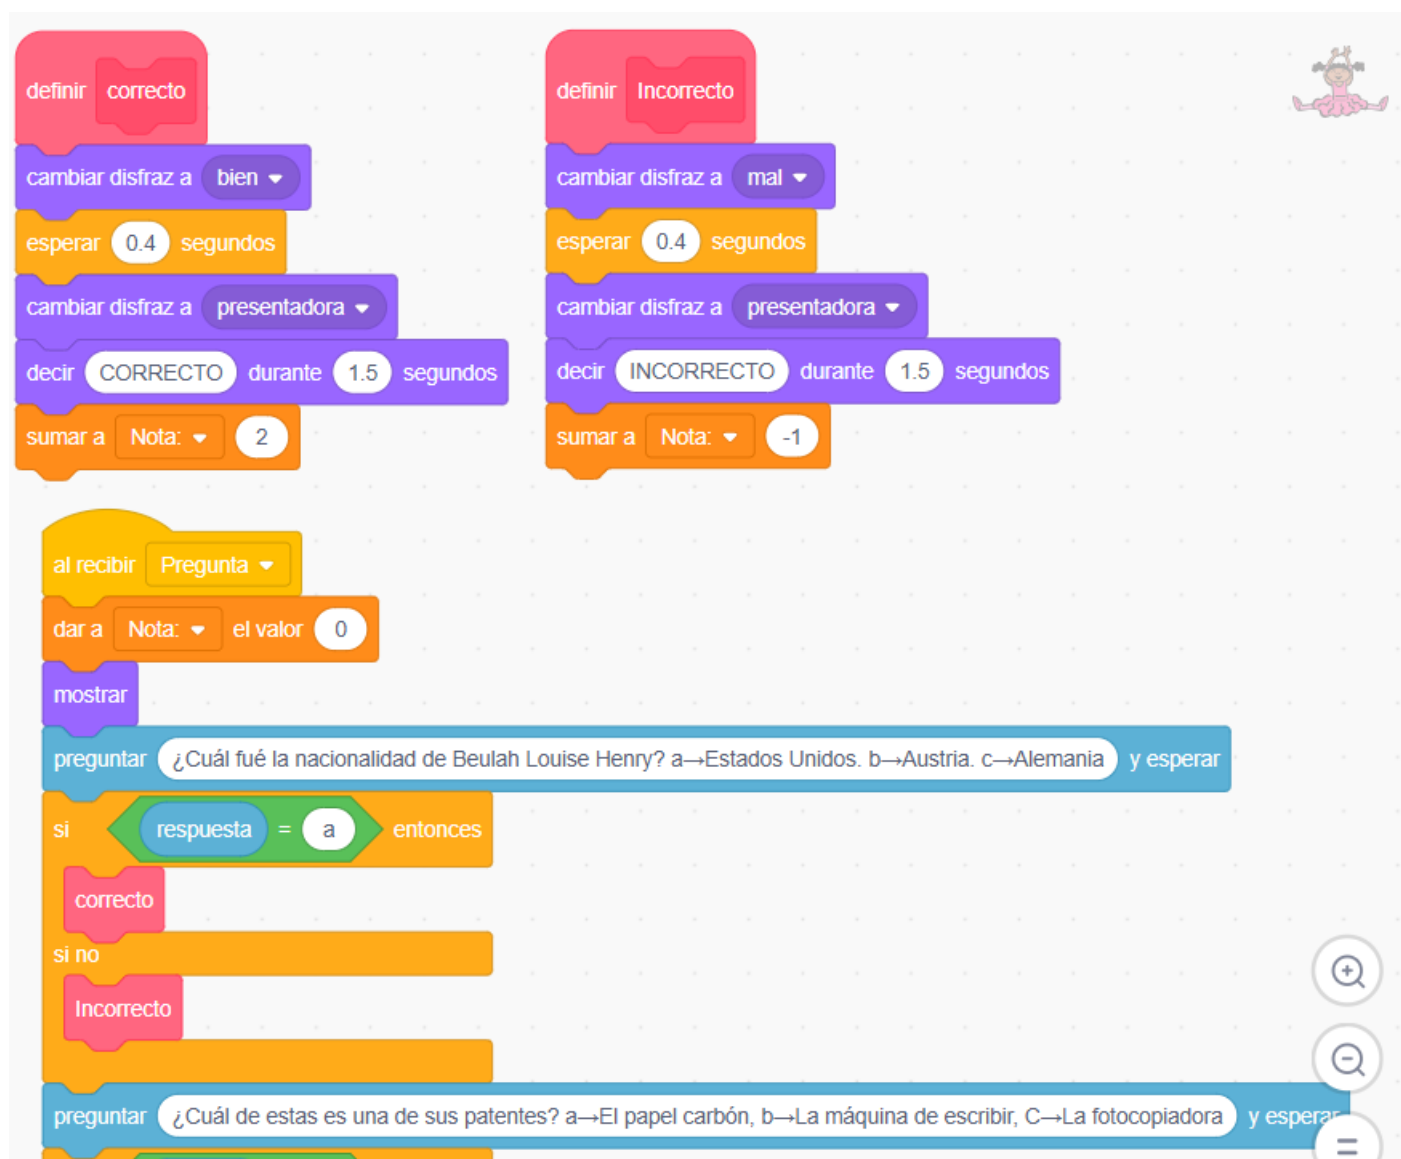 definir correcto
cambiar disfraz a bien
esperar 0.4 segundos
cambiar disfraz a presentadora
decir CORRECTO durante 1.5 segundos
sumar a Nota: 2
definir Incorrecto
cambiar disfraz a mal
esperar 0.4 segundos
cambiar disfraz a presentadora
decir INCORRECTO durante 1.5 segundos
sumar a Nota: -1
al recibir Pregunta
dar a Nota: el valor 0
mostrar
preguntar ¿Cuál fué la nacionalidad de Beulah Louise Henry? a→Estados Unidos. b→Austria. c→Alemania y esperar
si respuesta = a entonces
correcto
si no
Incorrecto
preguntar ¿Cuál de estas es una de sus patentes? a→El papel carbón, b→La máquina de escribir, C→La fotocopiadora y esperar